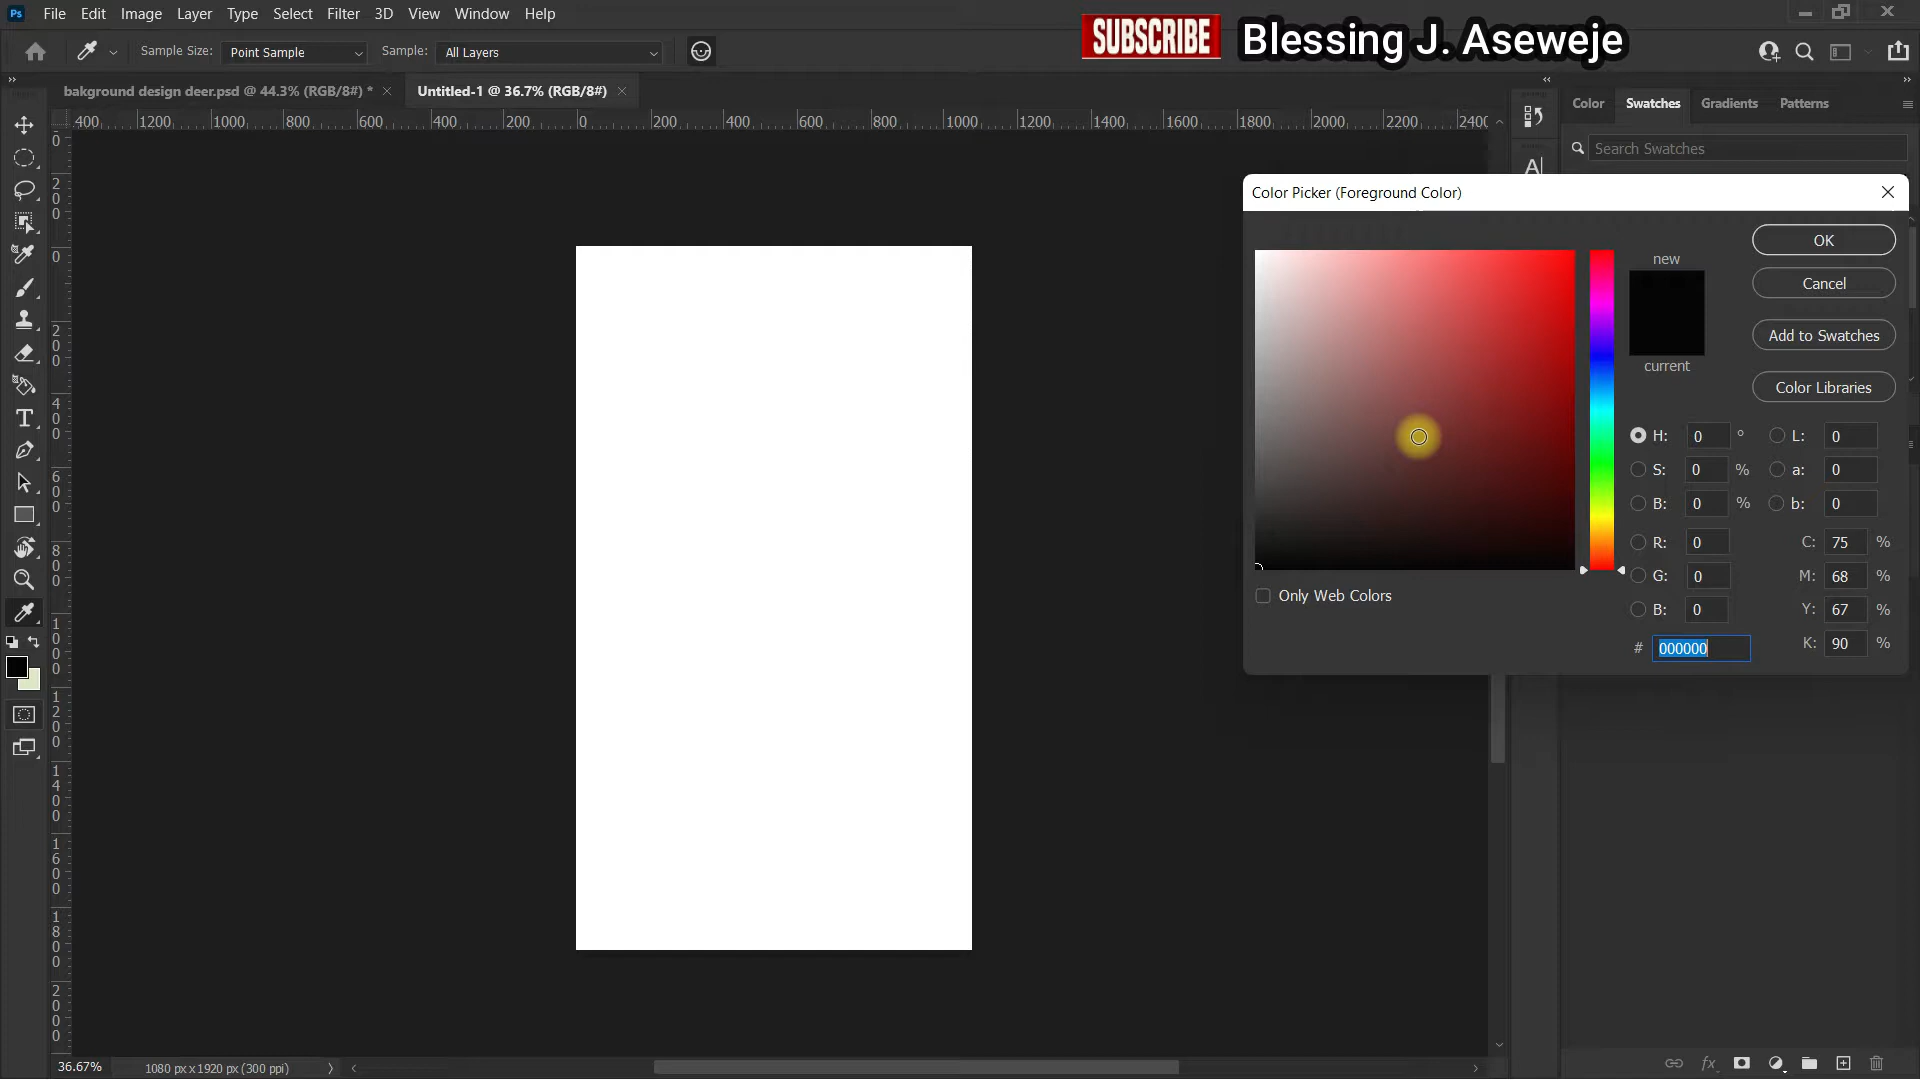 Ps File Edit Image Layer Type Select Filter 3D View Window Help
SUBSCRIBE Blessing J. Aseweje
Sample Size: Point Sample Sample: All Layers
bakground design deer.psd @ 44.3% (RGB/8#) * × Untitled-1 @ 36.7% (RGB/8#) ×
Color Swatches Gradients Patterns
400 1200 1000 800 600 400 200 0 200 400 600 800 1000 1200 1400 1600 1800 2000 2200 2400
Search Swatches
A
Color Picker (Foreground Color)
new
current
OK
Cancel
Add to Swatches
Color Libraries
H: 0 ° L: 0
S: 0 % a: 0
B: 0 % b: 0
R: 0 C: 75 %
G: 0 M: 68 %
B: 0 Y: 67 %
# 000000 K: 90 %
Only Web Colors
0
200
0
200
400
600
800
1000
1200
1400
1600
1800
2000
T
36.67% 1080 px x 1920 px (300 ppi)
fx